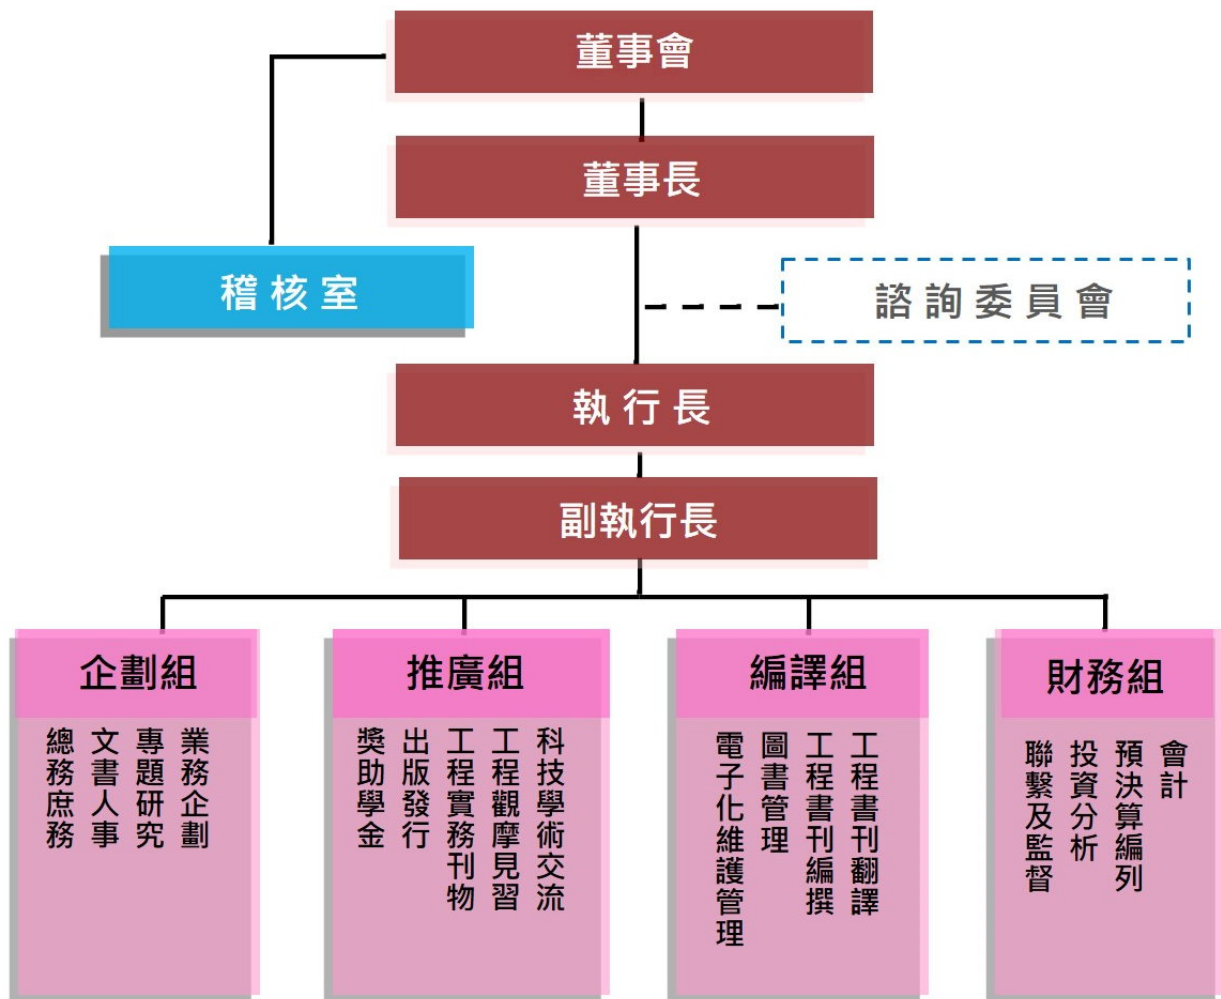 董事會
董事長
稽核室
諮詢委員會
執行長
副執行長
企劃組
業務企劃
專題研究
文書人事
總務庶務
推廣組
科技學術交流
工程觀摩見習
工程實務刊物
出版發行
獎助學金
編譯組
工程書刊翻譯
工程書刊編撰
圖書管理
電子化維護管理
財務組
會計
預決算編列
投資分析
聯繫及監督